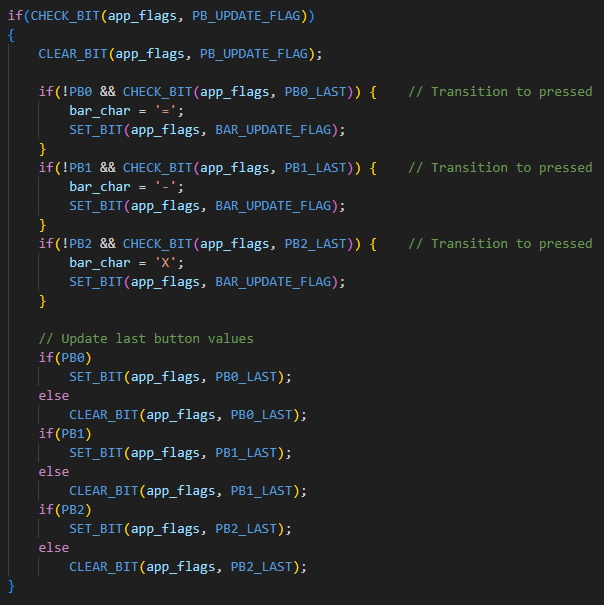 if(CHECK_BIT(app_flags, PB_UPDATE_FLAG))
{
    CLEAR_BIT(app_flags, PB_UPDATE_FLAG);

    if(!PB0 && CHECK_BIT(app_flags, PB0_LAST)) {    // Transition to pressed
        bar_char = '=';
        SET_BIT(app_flags, BAR_UPDATE_FLAG);
    }
    if(!PB1 && CHECK_BIT(app_flags, PB1_LAST)) {    // Transition to pressed
        bar_char = '-';
        SET_BIT(app_flags, BAR_UPDATE_FLAG);
    }
    if(!PB2 && CHECK_BIT(app_flags, PB2_LAST)) {    // Transition to pressed
        bar_char = 'X';
        SET_BIT(app_flags, BAR_UPDATE_FLAG);
    }

    // Update last button values
    if(PB0)
        SET_BIT(app_flags, PB0_LAST);
    else
        CLEAR_BIT(app_flags, PB0_LAST);
    if(PB1)
        SET_BIT(app_flags, PB1_LAST);
    else
        CLEAR_BIT(app_flags, PB1_LAST);
    if(PB2)
        SET_BIT(app_flags, PB2_LAST);
    else
        CLEAR_BIT(app_flags, PB2_LAST);
}